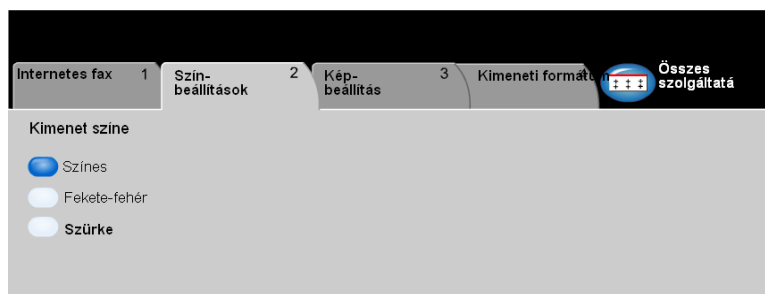 Internetes fax 1
Szín-
beállítások 2
Kép-
beállítás 3
Kimeneti formátum
Összes
szolgáltatá
Kimenet színe
Színes
Fekete-fehér
Szürke